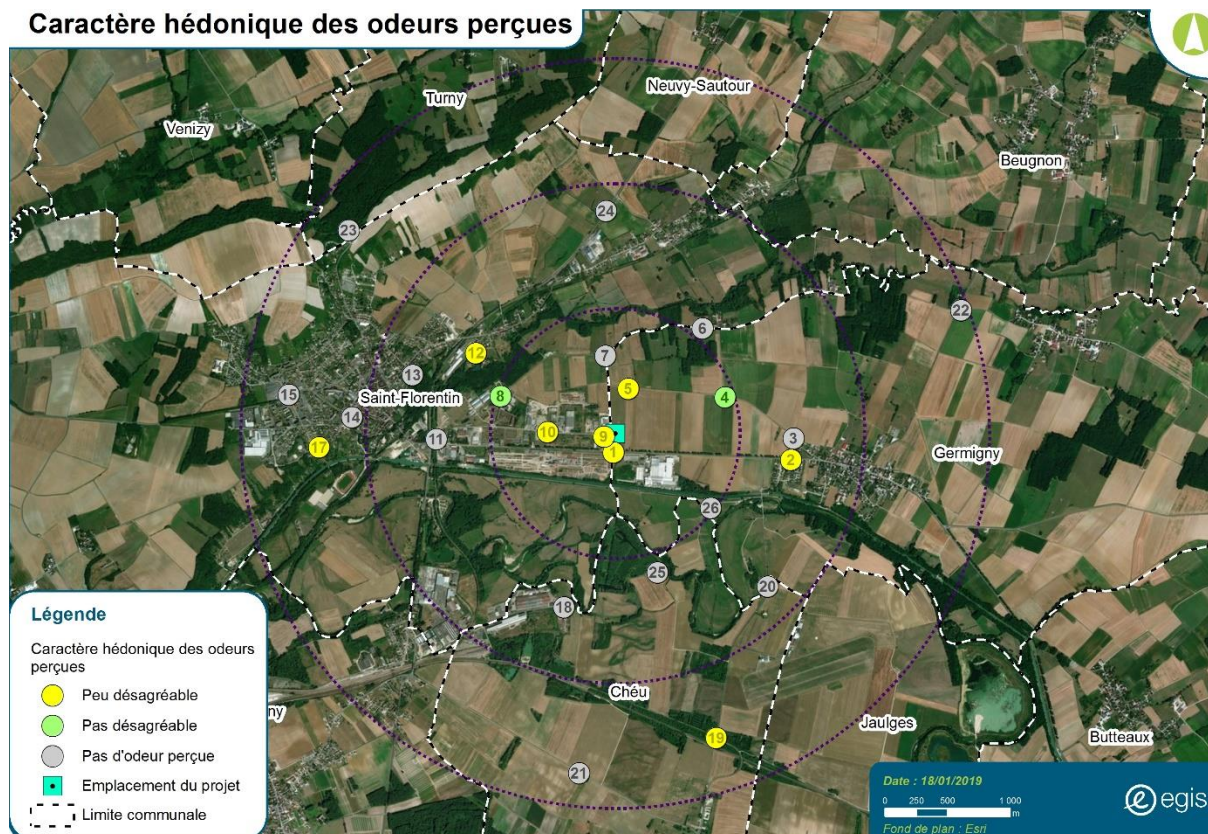 Caractère hédonique des odeurs perçues
Neuvy-Sautour
Turny
Venizy
Beugnon
24
23
22
6
12
7
13
5
15
8
4
Saint-Florentin
14
10
9
3
11
17
1
2
Germigny
26
25
20
18
Chéu
ny
Jaulges
19
Butteaux
21
Légende
Caractère hédonique des odeurs
perçues
Peu désagréable
Pas désagréable
Pas d'odeur perçue
Emplacement du projet
Limite communale
Date : 18/01/2019
0 250 500 1 000
m
Fond de plan : Esri
egis